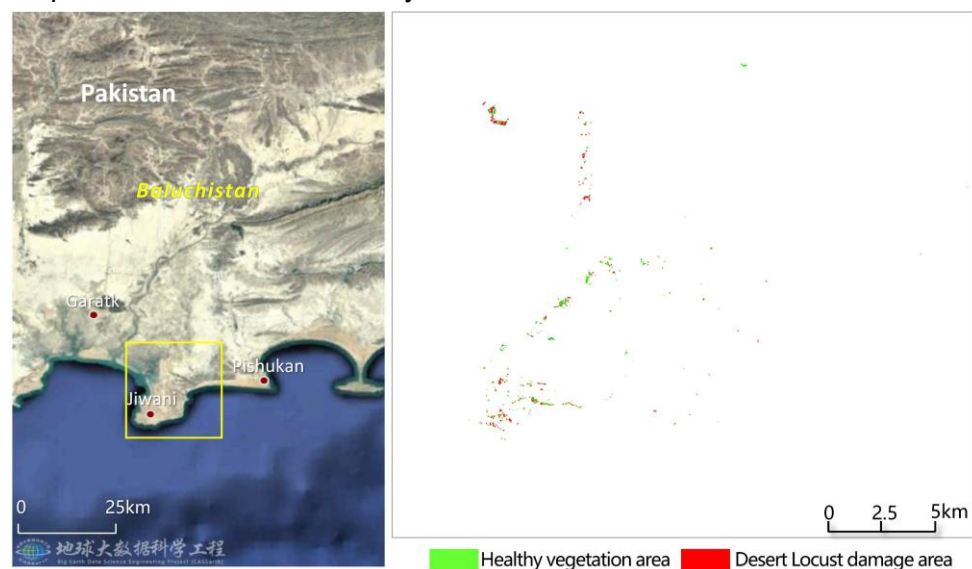 Pakistan
Baluchistan
Garatk
Pishukan
Jiwani
0 25km
地球大数据科学工程
Big Earth Data Science Engineering Project (CASEarth)
0 2.5 5km
Healthy vegetation area Desert Locust damage area